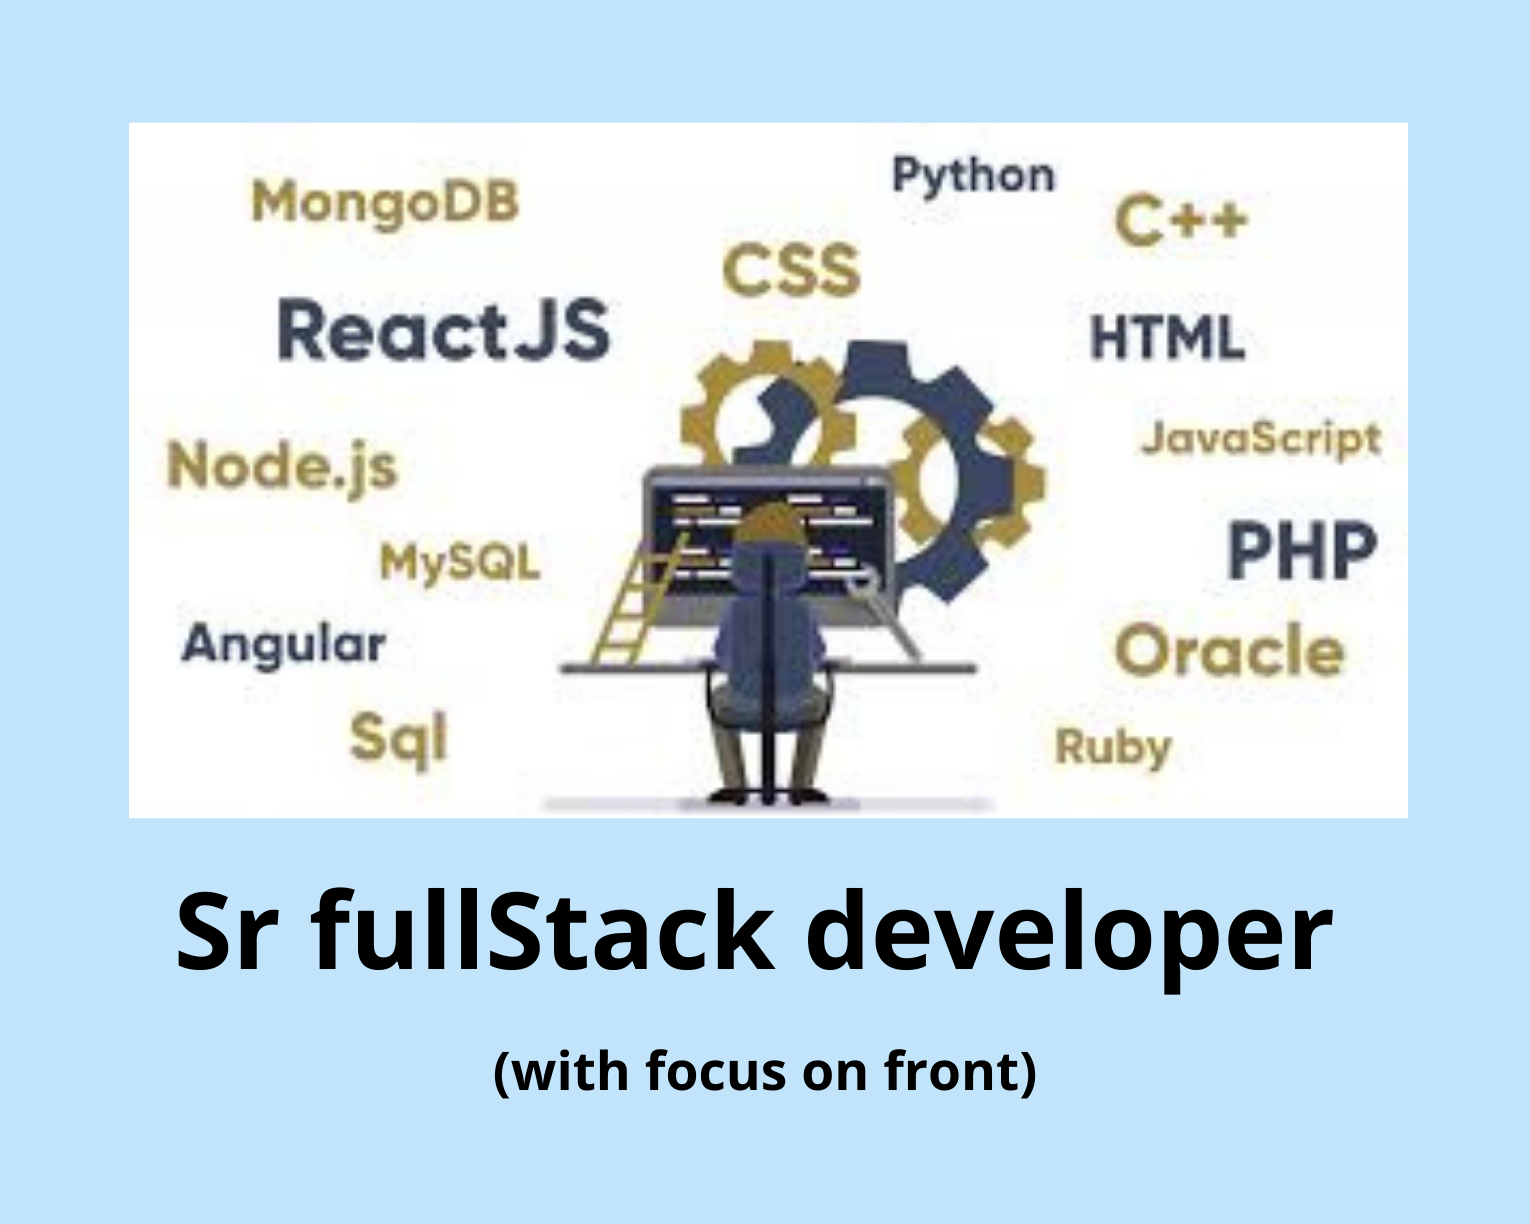 Python
MongoDB
C++
CSS
ReactJS
HTML
JavaScript
Node.js
PHP
MySQL
Angular
Oracle
Sql
Ruby
Sr fullStack developer
(with focus on front)